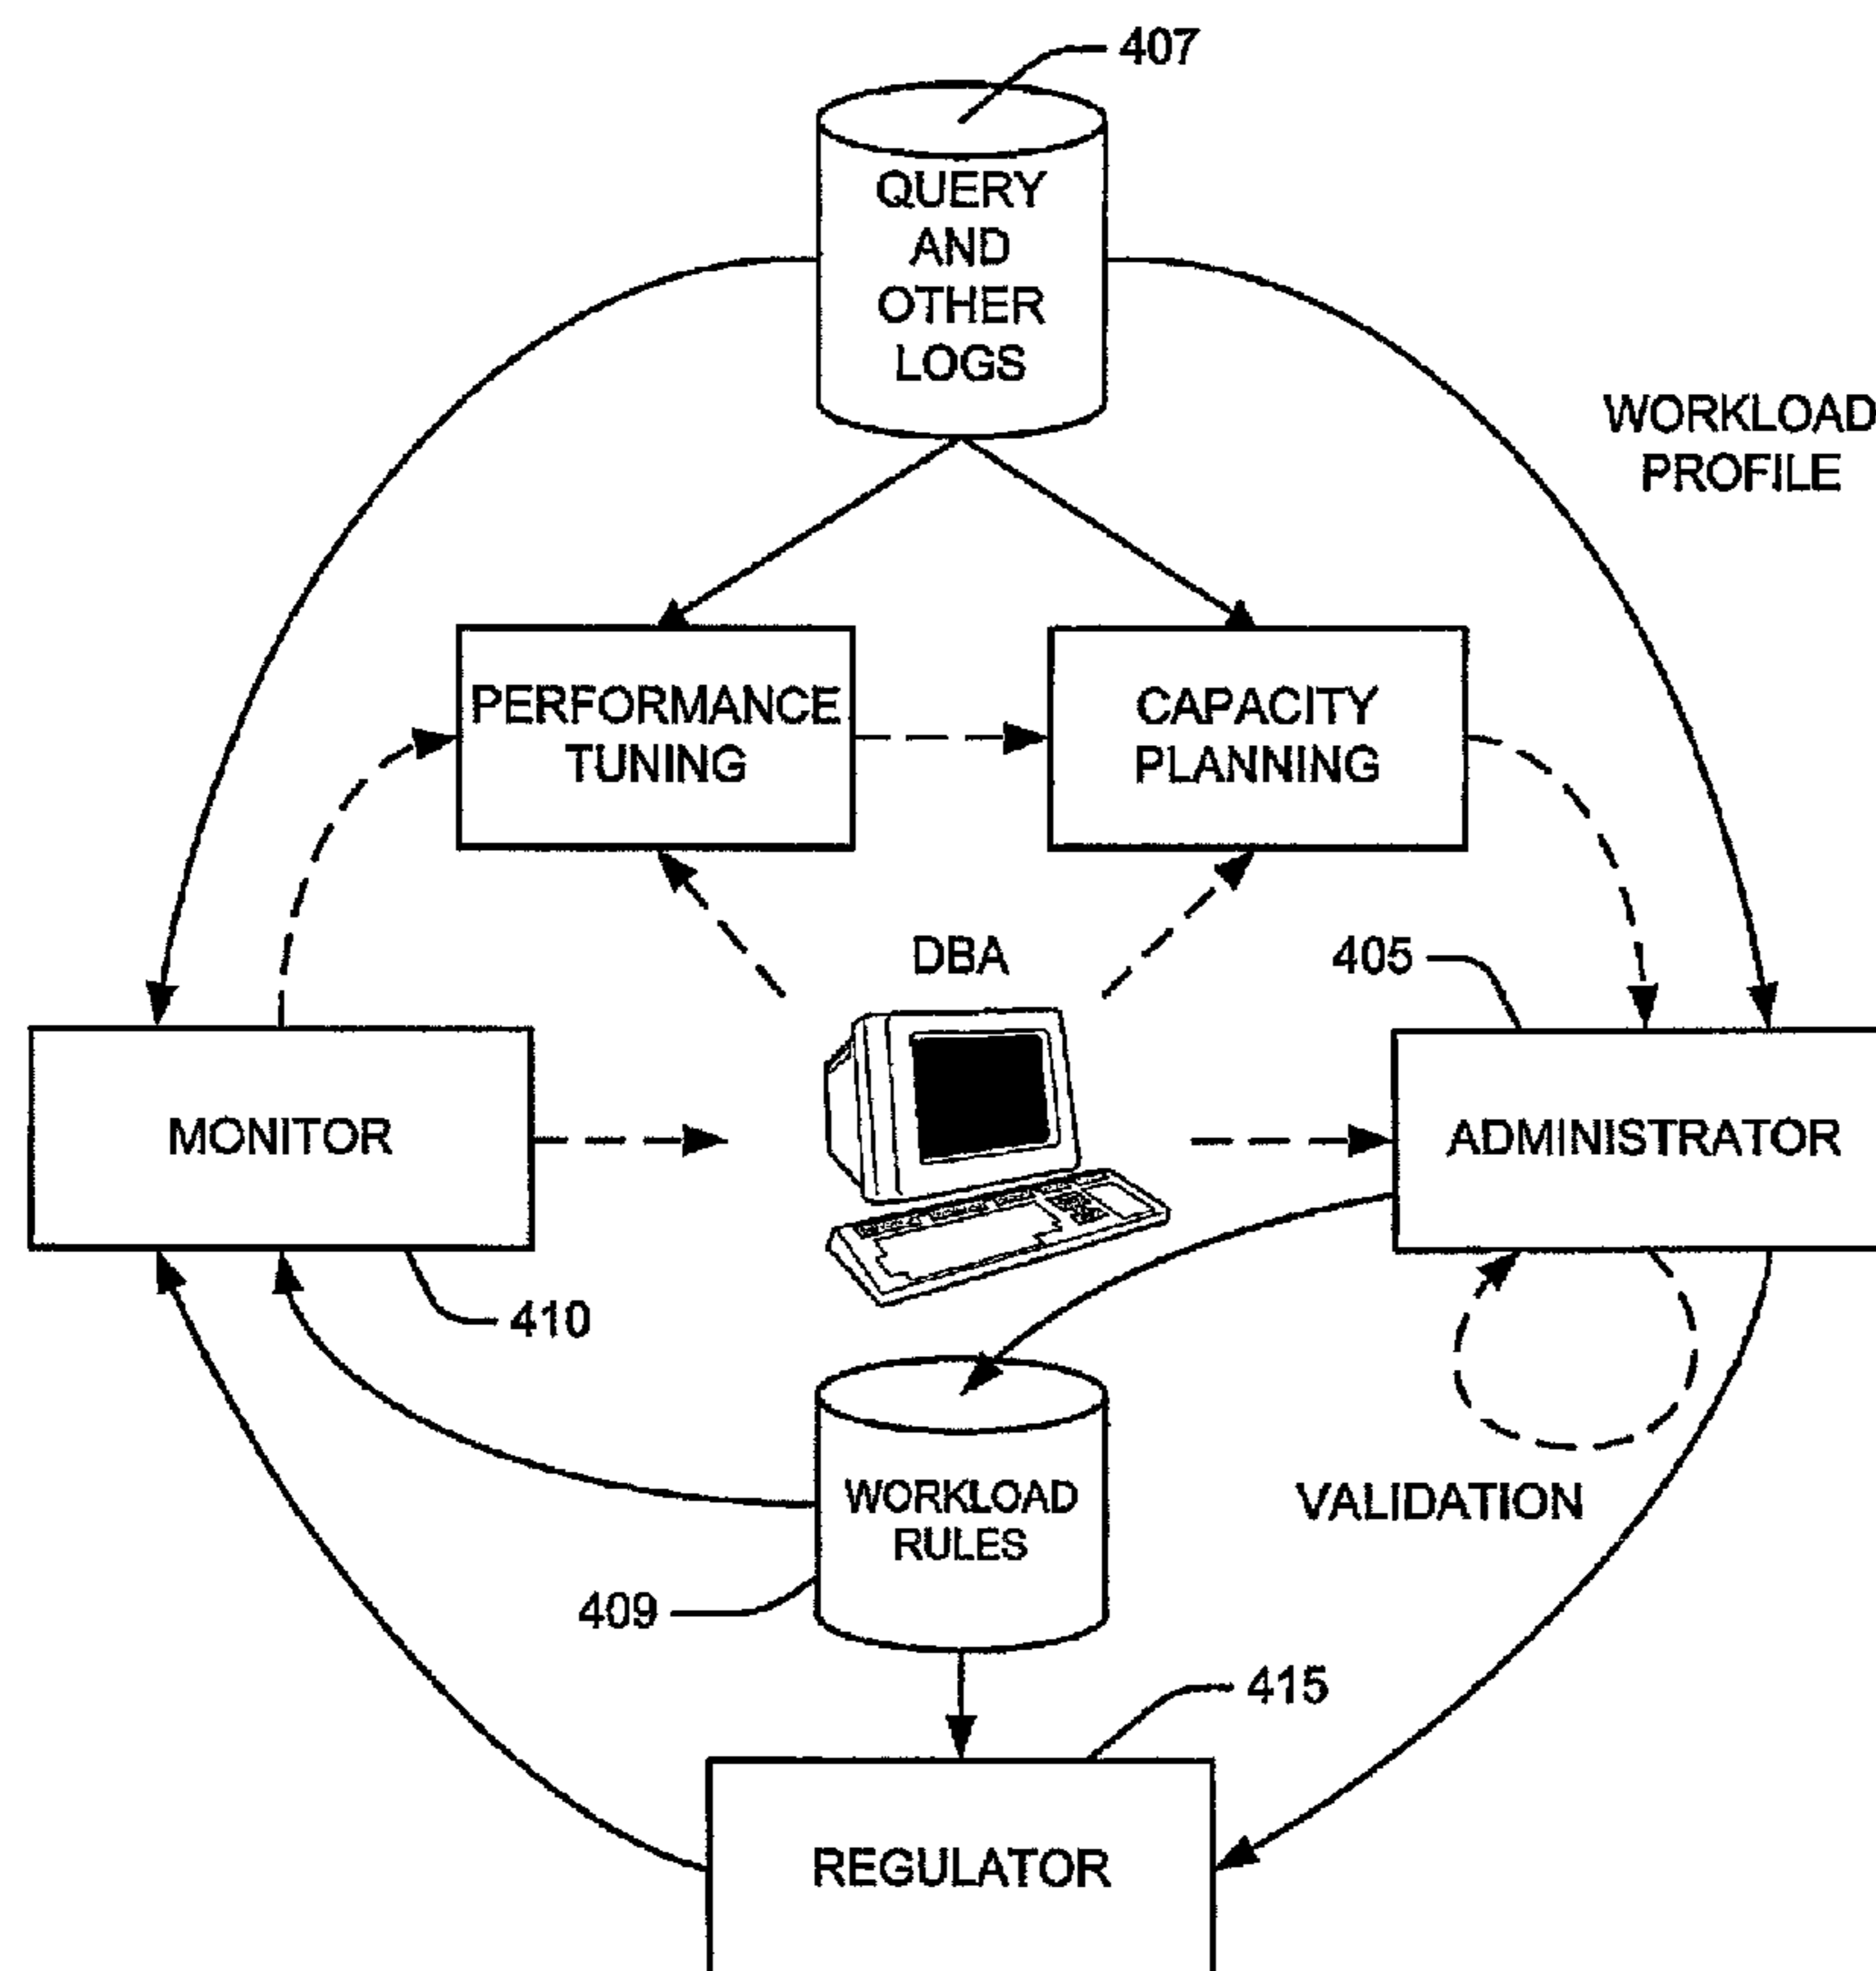 407
QUERY
AND
OTHER
LOGS
WORKLOAD
PROFILE
PERFORMANCE
TUNING
CAPACITY
PLANNING
DBA
405
MONITOR
ADMINISTRATOR
410
WORKLOAD
RULES
VALIDATION
409
415
REGULATOR